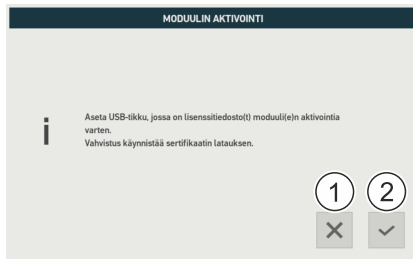 MODUULIN AKTIVOINTI
Aseta USB-tikku, jossa on lisenssitiedosto(t) moduuli(e)n aktivointia
varten.
Vahvistus käynnistää sertifikaatin latauksen.
1 2